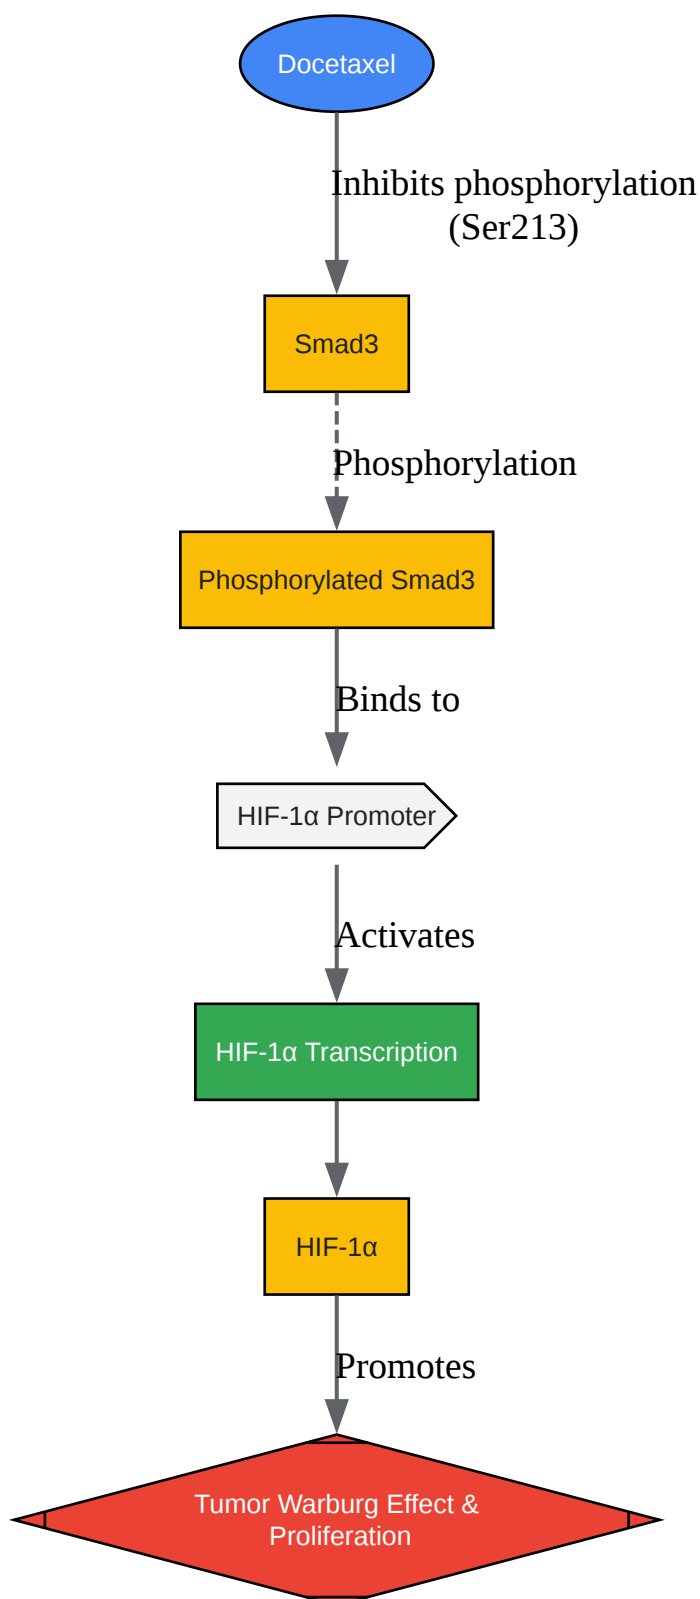 Docetaxel
Inhibits phosphorylation
(Ser213)
Smad3
Phosphorylation
Phosphorylated Smad3
Binds to
HIF-1α Promoter
Activates
HIF-1α Transcription
HIF-1α
Promotes
Tumor Warburg Effect &
Proliferation